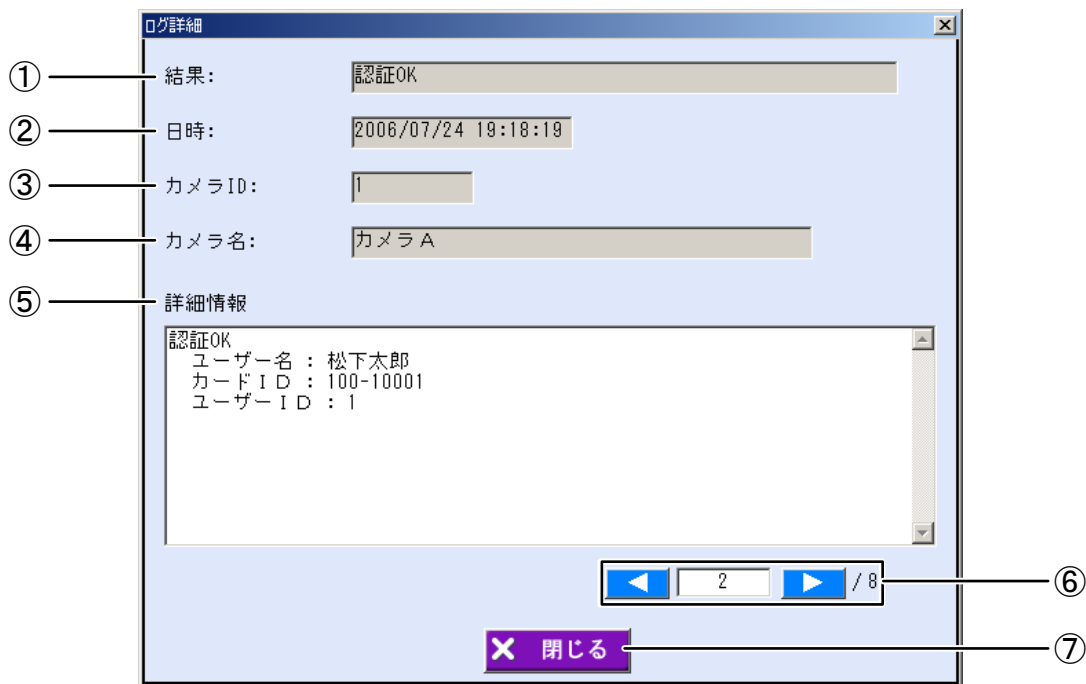 ログ詳細
① 結果: 認証OK
② 日時: 2006/07/24 19:18:19
③ カメラID: 1
④ カメラ名: カメラA
⑤ 詳細情報
認証OK
ユーザー名 : 松下太郎
カードID : 100-10001
ユーザーID : 1
2 / 8 ⑥
閉じる ⑦